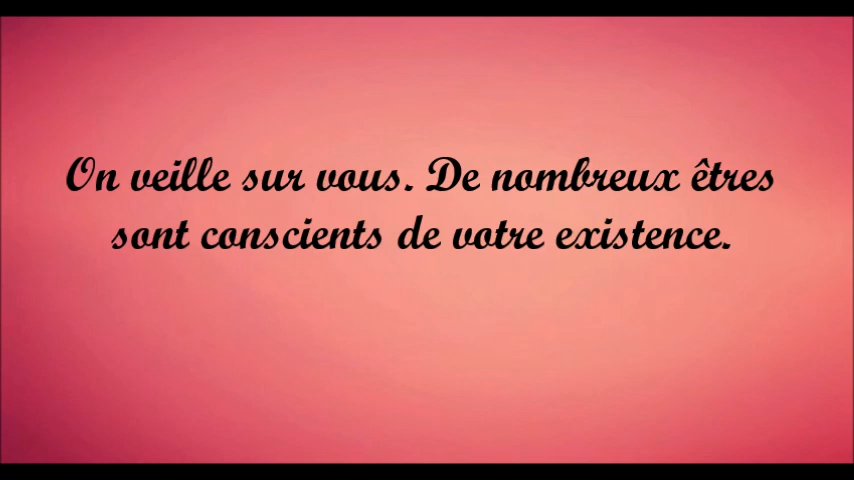 On veille sur vous. De nombreux êtres
sont conscients de votre existence.